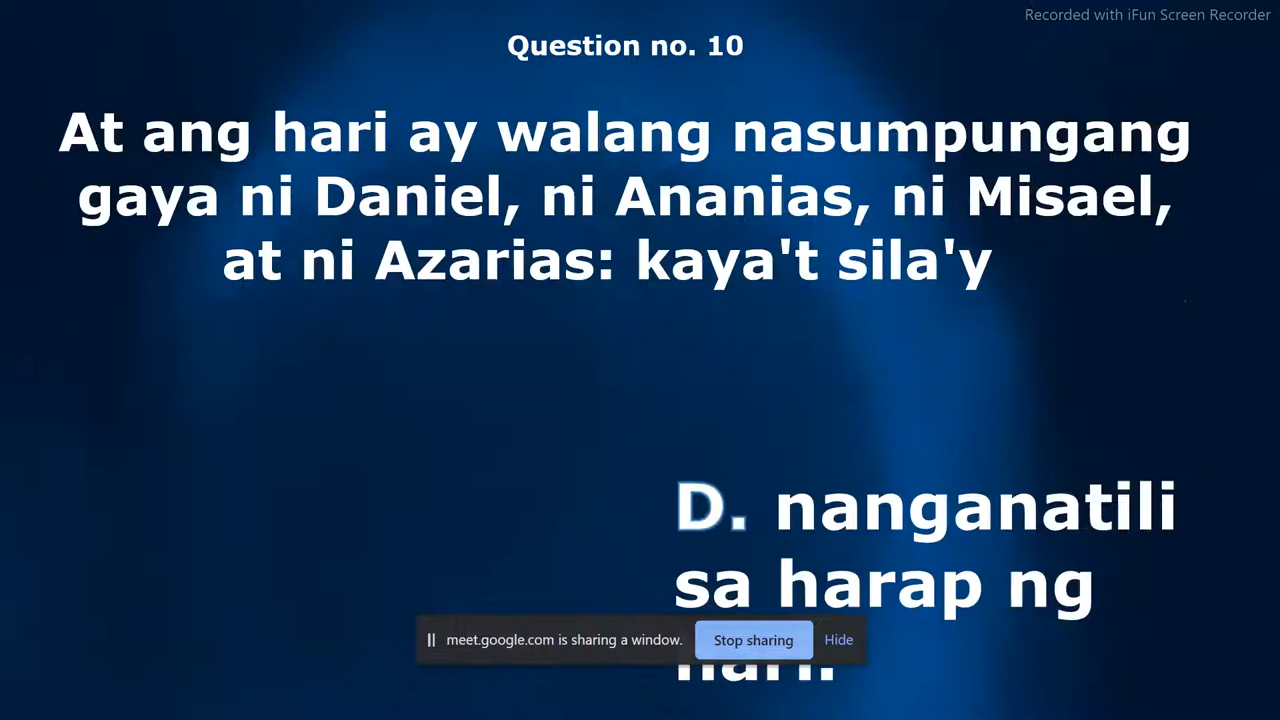 Recorded with iFun Screen Recorder
Question no. 10
At ang hari ay walang nasumpungang
gaya ni Daniel, ni Ananias, ni Misael,
at ni Azarias: kaya't sila'y
D. nanganatili
sa harap ng
meet.google.com is sharing a window. Stop sharing Hide
hari.